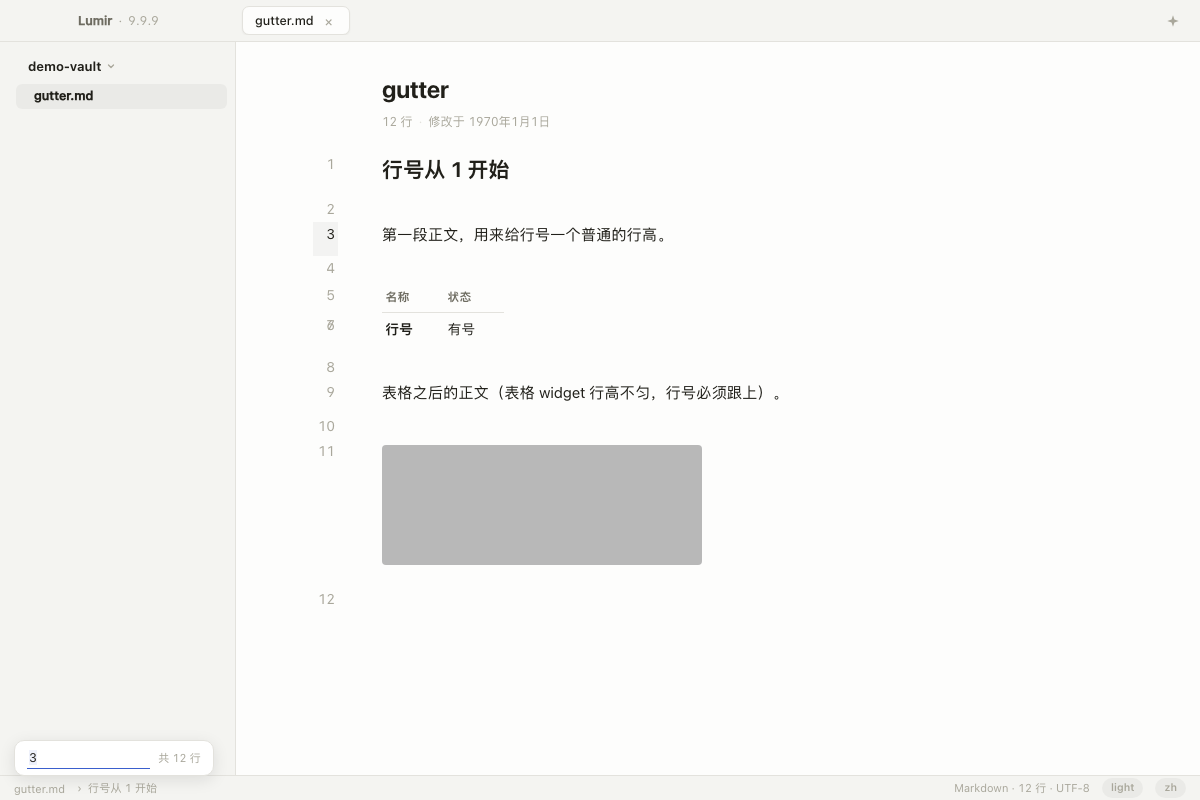 Lumir · 9.9.9
gutter.md ×
demo-vault
gutter.md
gutter
12 行 · 修改于 1970年1月1日
1 行号从 1 开始
2
3 第一段正文，用来给行号一个普通的行高。
4
5 名称 状态
行号 有号
8
9 表格之后的正文（表格 widget 行高不匀，行号必须跟上）。
10
11
12
3 共 12 行
gutter.md › 行号从 1 开始
Markdown · 12 行 · UTF-8 light zh